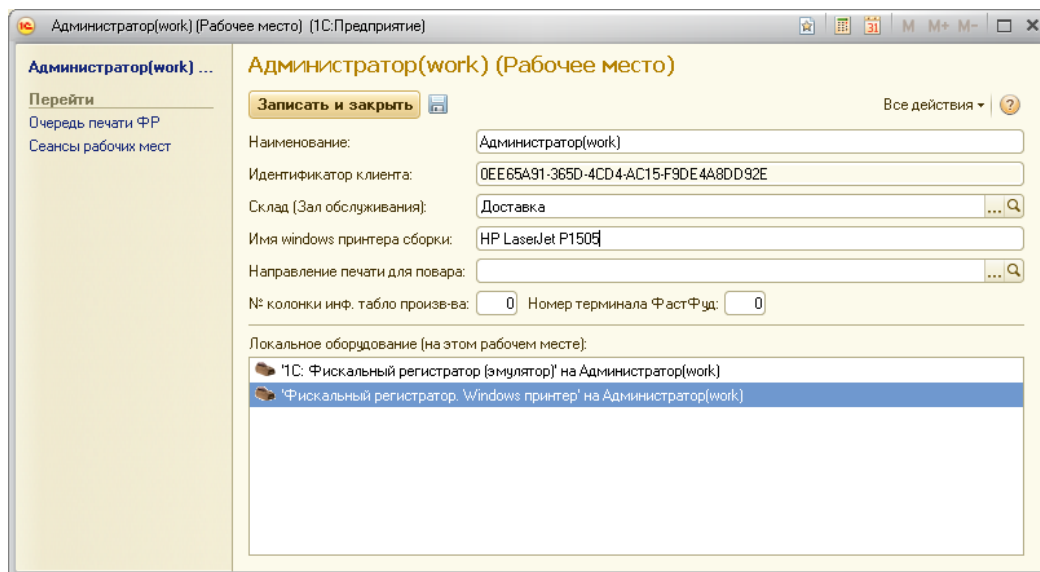 Администратор(work) (Рабочее место) (1С:Предприятие)
31 M M+ M-
Администратор(work) ...
Перейти
Очередь печати ФР
Сеансы рабочих мест
Администратор(work) (Рабочее место)
Записать и закрыть
Все действия
?
Наименование: Администратор(work)
Идентификатор клиента: 0EE65A91-365D-4CD4-AC15-F9DE4A8DD92E
Склад (Зал обслуживания): Доставка ...
Имя windows принтера сборки: HP LaserJet P1505
Направление печати для повара: ...
№ колонки инф. табло произв-ва: 0 Номер терминала ФастФуд: 0
Локальное оборудование (на этом рабочем месте):
'1С: Фискальный регистратор (эмулятор)' на Администратор(work)
'Фискальный регистратор. Windows принтер' на Администратор(work)